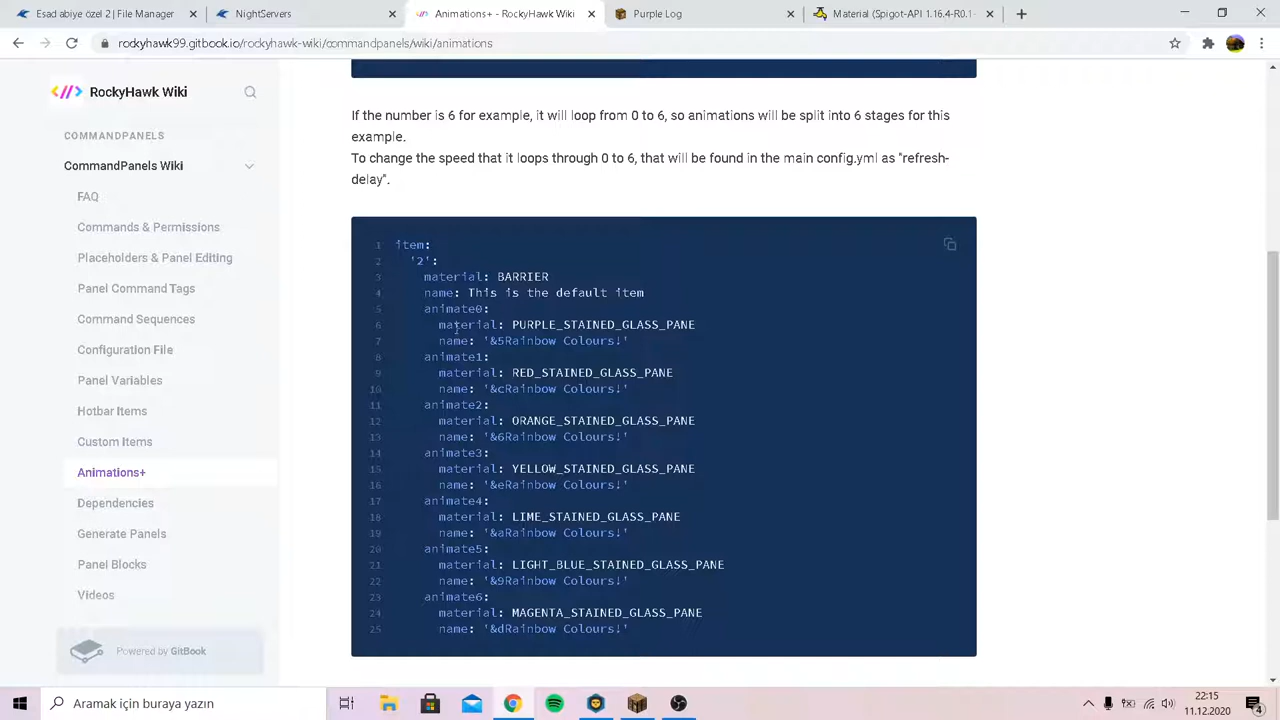 Esad abiye Ezel 2 File Manager
NightServers
Animations+ - RockyHawk Wiki
Purple Log
Material (Spigot-API 1.16.4-R0.1-
rockyhawk99.gitbook.io/rockyhawk-wiki/commandpanels/wiki/animations
RockyHawk Wiki
COMMANDPANELS
CommandPanels Wiki
FAQ
Commands & Permissions
Placeholders & Panel Editing
Panel Command Tags
Command Sequences
Configuration File
Panel Variables
Hotbar Items
Custom Items
Animations+
Dependencies
Generate Panels
Panel Blocks
Videos
Powered by GitBook
If the number is 6 for example, it will loop from 0 to 6, so animations will be split into 6 stages for this
example.
To change the speed that it loops through 0 to 6, that will be found in the main config.yml as "refresh-
delay".
1 item:
2 '2':
3 material: BARRIER
4 name: This is the default item
5 animate0:
6 material: PURPLE_STAINED_GLASS_PANE
7 name: '&5Rainbow Colours!'
8 animate1:
9 material: RED_STAINED_GLASS_PANE
10 name: '&cRainbow Colours!'
11 animate2:
12 material: ORANGE_STAINED_GLASS_PANE
13 name: '&6Rainbow Colours!'
14 animate3:
15 material: YELLOW_STAINED_GLASS_PANE
16 name: '&eRainbow Colours!'
17 animate4:
18 material: LIME_STAINED_GLASS_PANE
19 name: '&aRainbow Colours!'
20 animate5:
21 material: LIGHT_BLUE_STAINED_GLASS_PANE
22 name: '&9Rainbow Colours!'
23 animate6:
24 material: MAGENTA_STAINED_GLASS_PANE
25 name: '&dRainbow Colours!'
Aramak için buraya yazın
22:15
11.12.2020
4